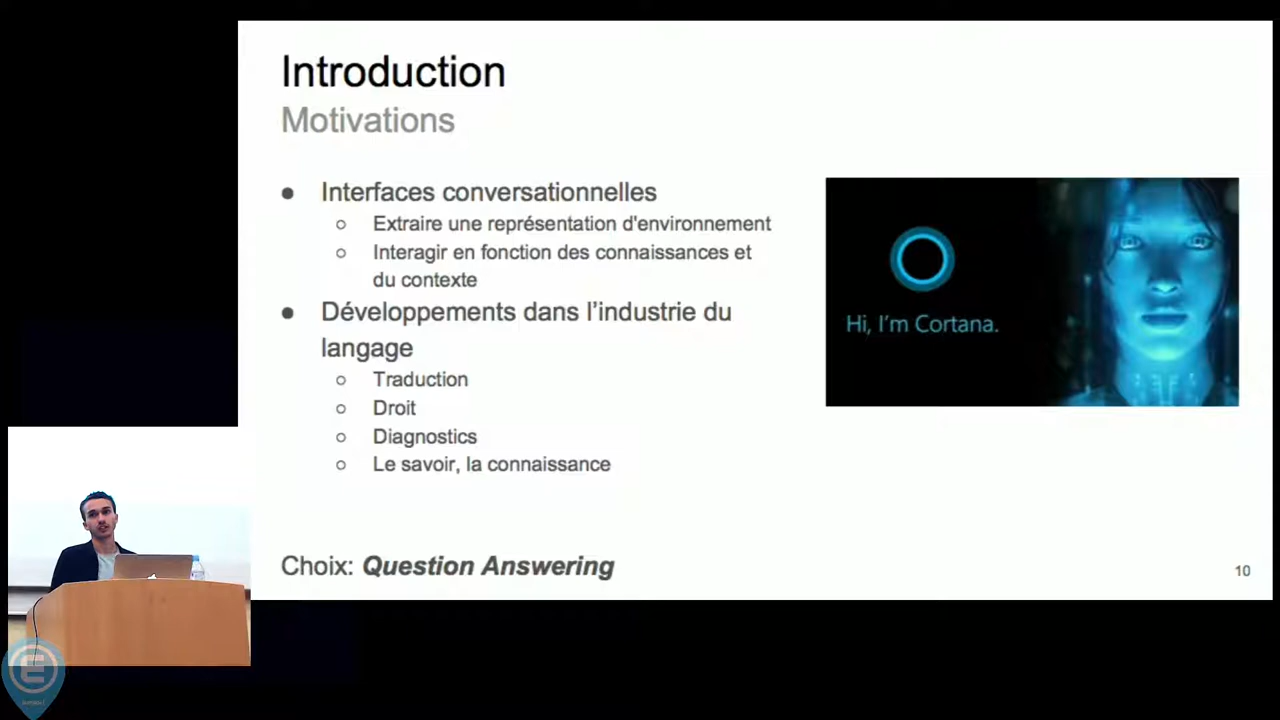 Introduction
Motivations
● Interfaces conversationnelles
○ Extraire une représentation d'environnement
○ Interagir en fonction des connaissances et
du contexte
● Développements dans l’industrie du
langage
○ Traduction
○ Droit
○ Diagnostics
○ Le savoir, la connaissance
Hi, I’m Cortana.
Choix: Question Answering
10
E